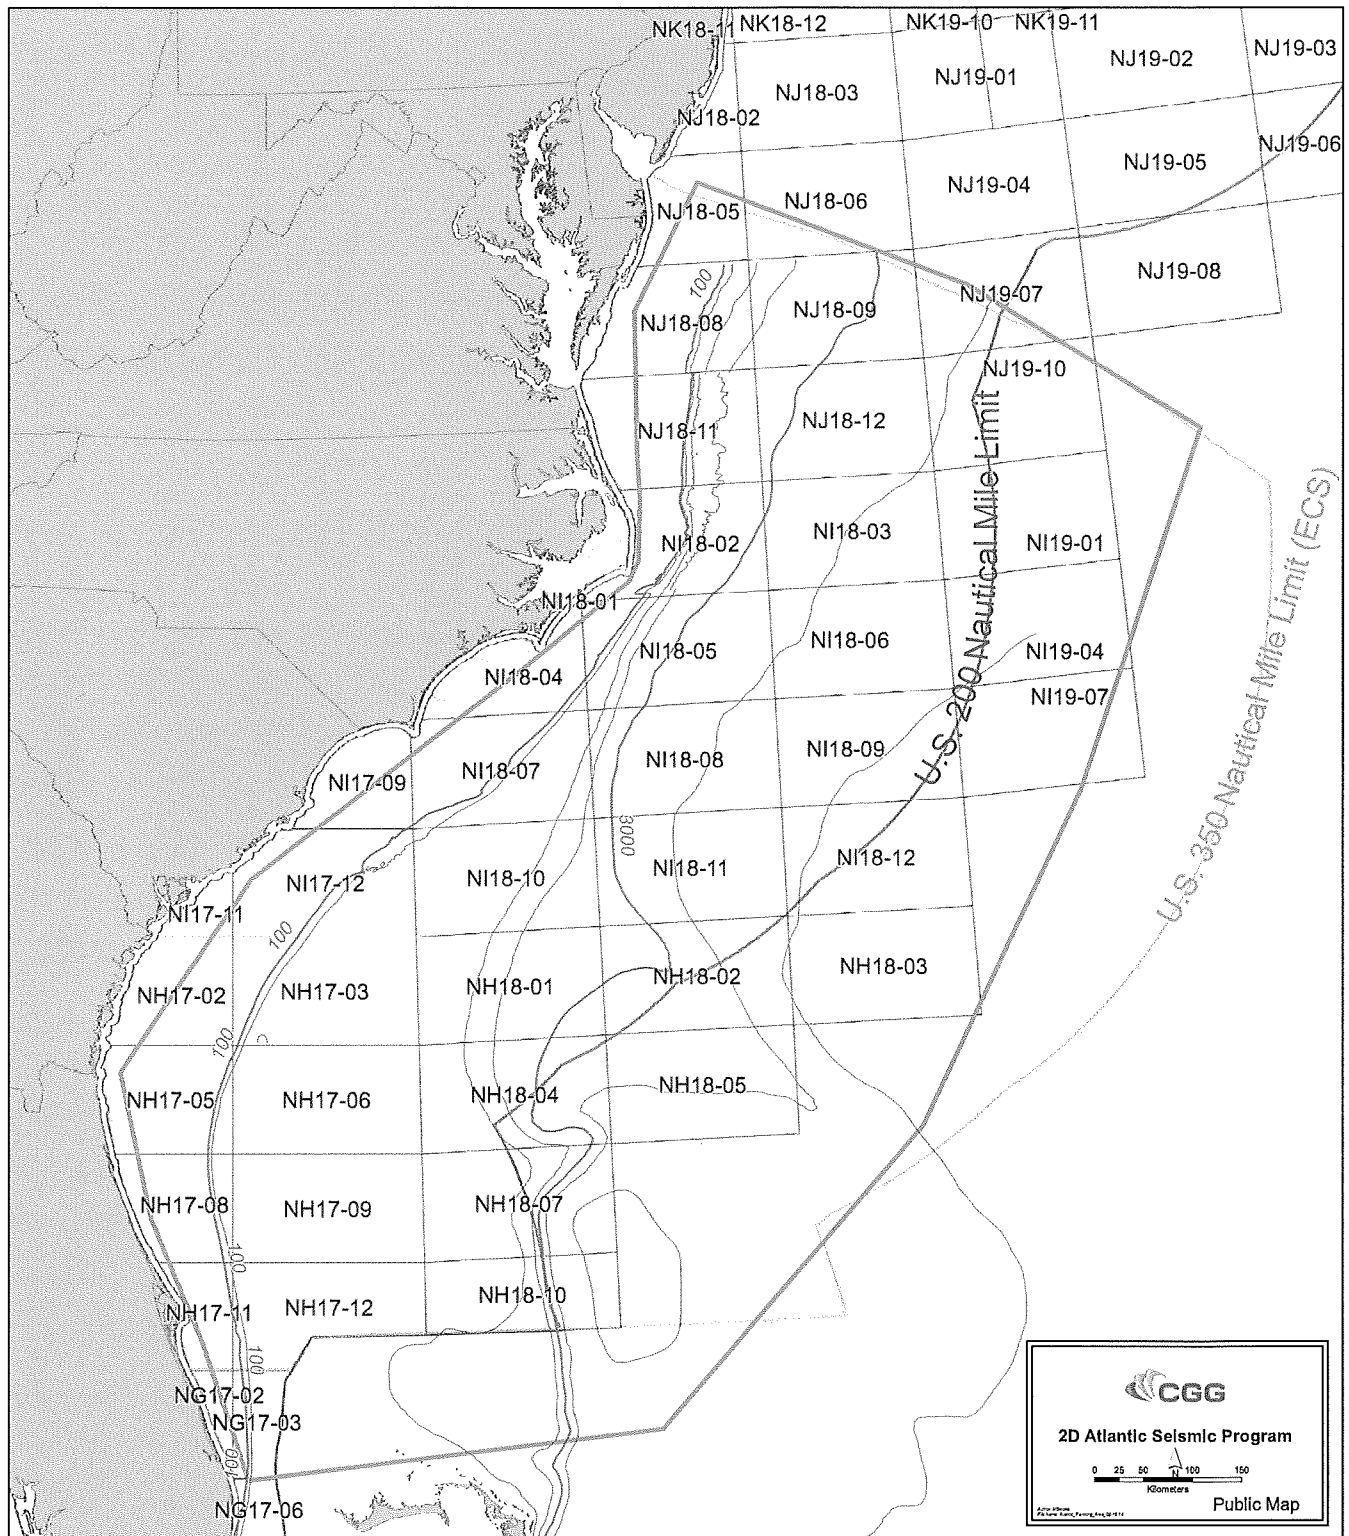 NK18-11
NK18-12
NK19-10
NK19-11
NJ19-02
NJ19-03
NJ18-03
NJ19-01
NJ18-02
NJ19-06
NJ19-05
NJ19-04
NJ18-06
NJ18-05
NJ19-08
100
NJ19-07
NJ18-09
NJ18-08
NJ19-10
NJ18-12
NJ18-11
U.S. 200 Nautical Mile Limit
U.S. 350 Nautical Mile Limit (ECS)
NI18-03
NI18-02
NI19-01
NI18-01
NI18-06
NI18-05
NI19-04
NI18-04
NI19-07
NI18-09
NI18-08
NI18-07
NI17-09
3000
NI18-12
NI18-11
NI18-10
NI17-12
NI17-11
100
NH18-03
NH18-02
NH18-01
NH17-03
NH17-02
100
NH18-05
NH18-04
NH17-06
NH17-05
NH18-07
NH17-09
NH17-08
100
NH18-10
NH17-12
NH17-11
100
NG17-02
NG17-03
100
NG17-06
CGG
2D Atlantic Seismic Program
N
0 25 50 100 150
Kilometers
Public Map